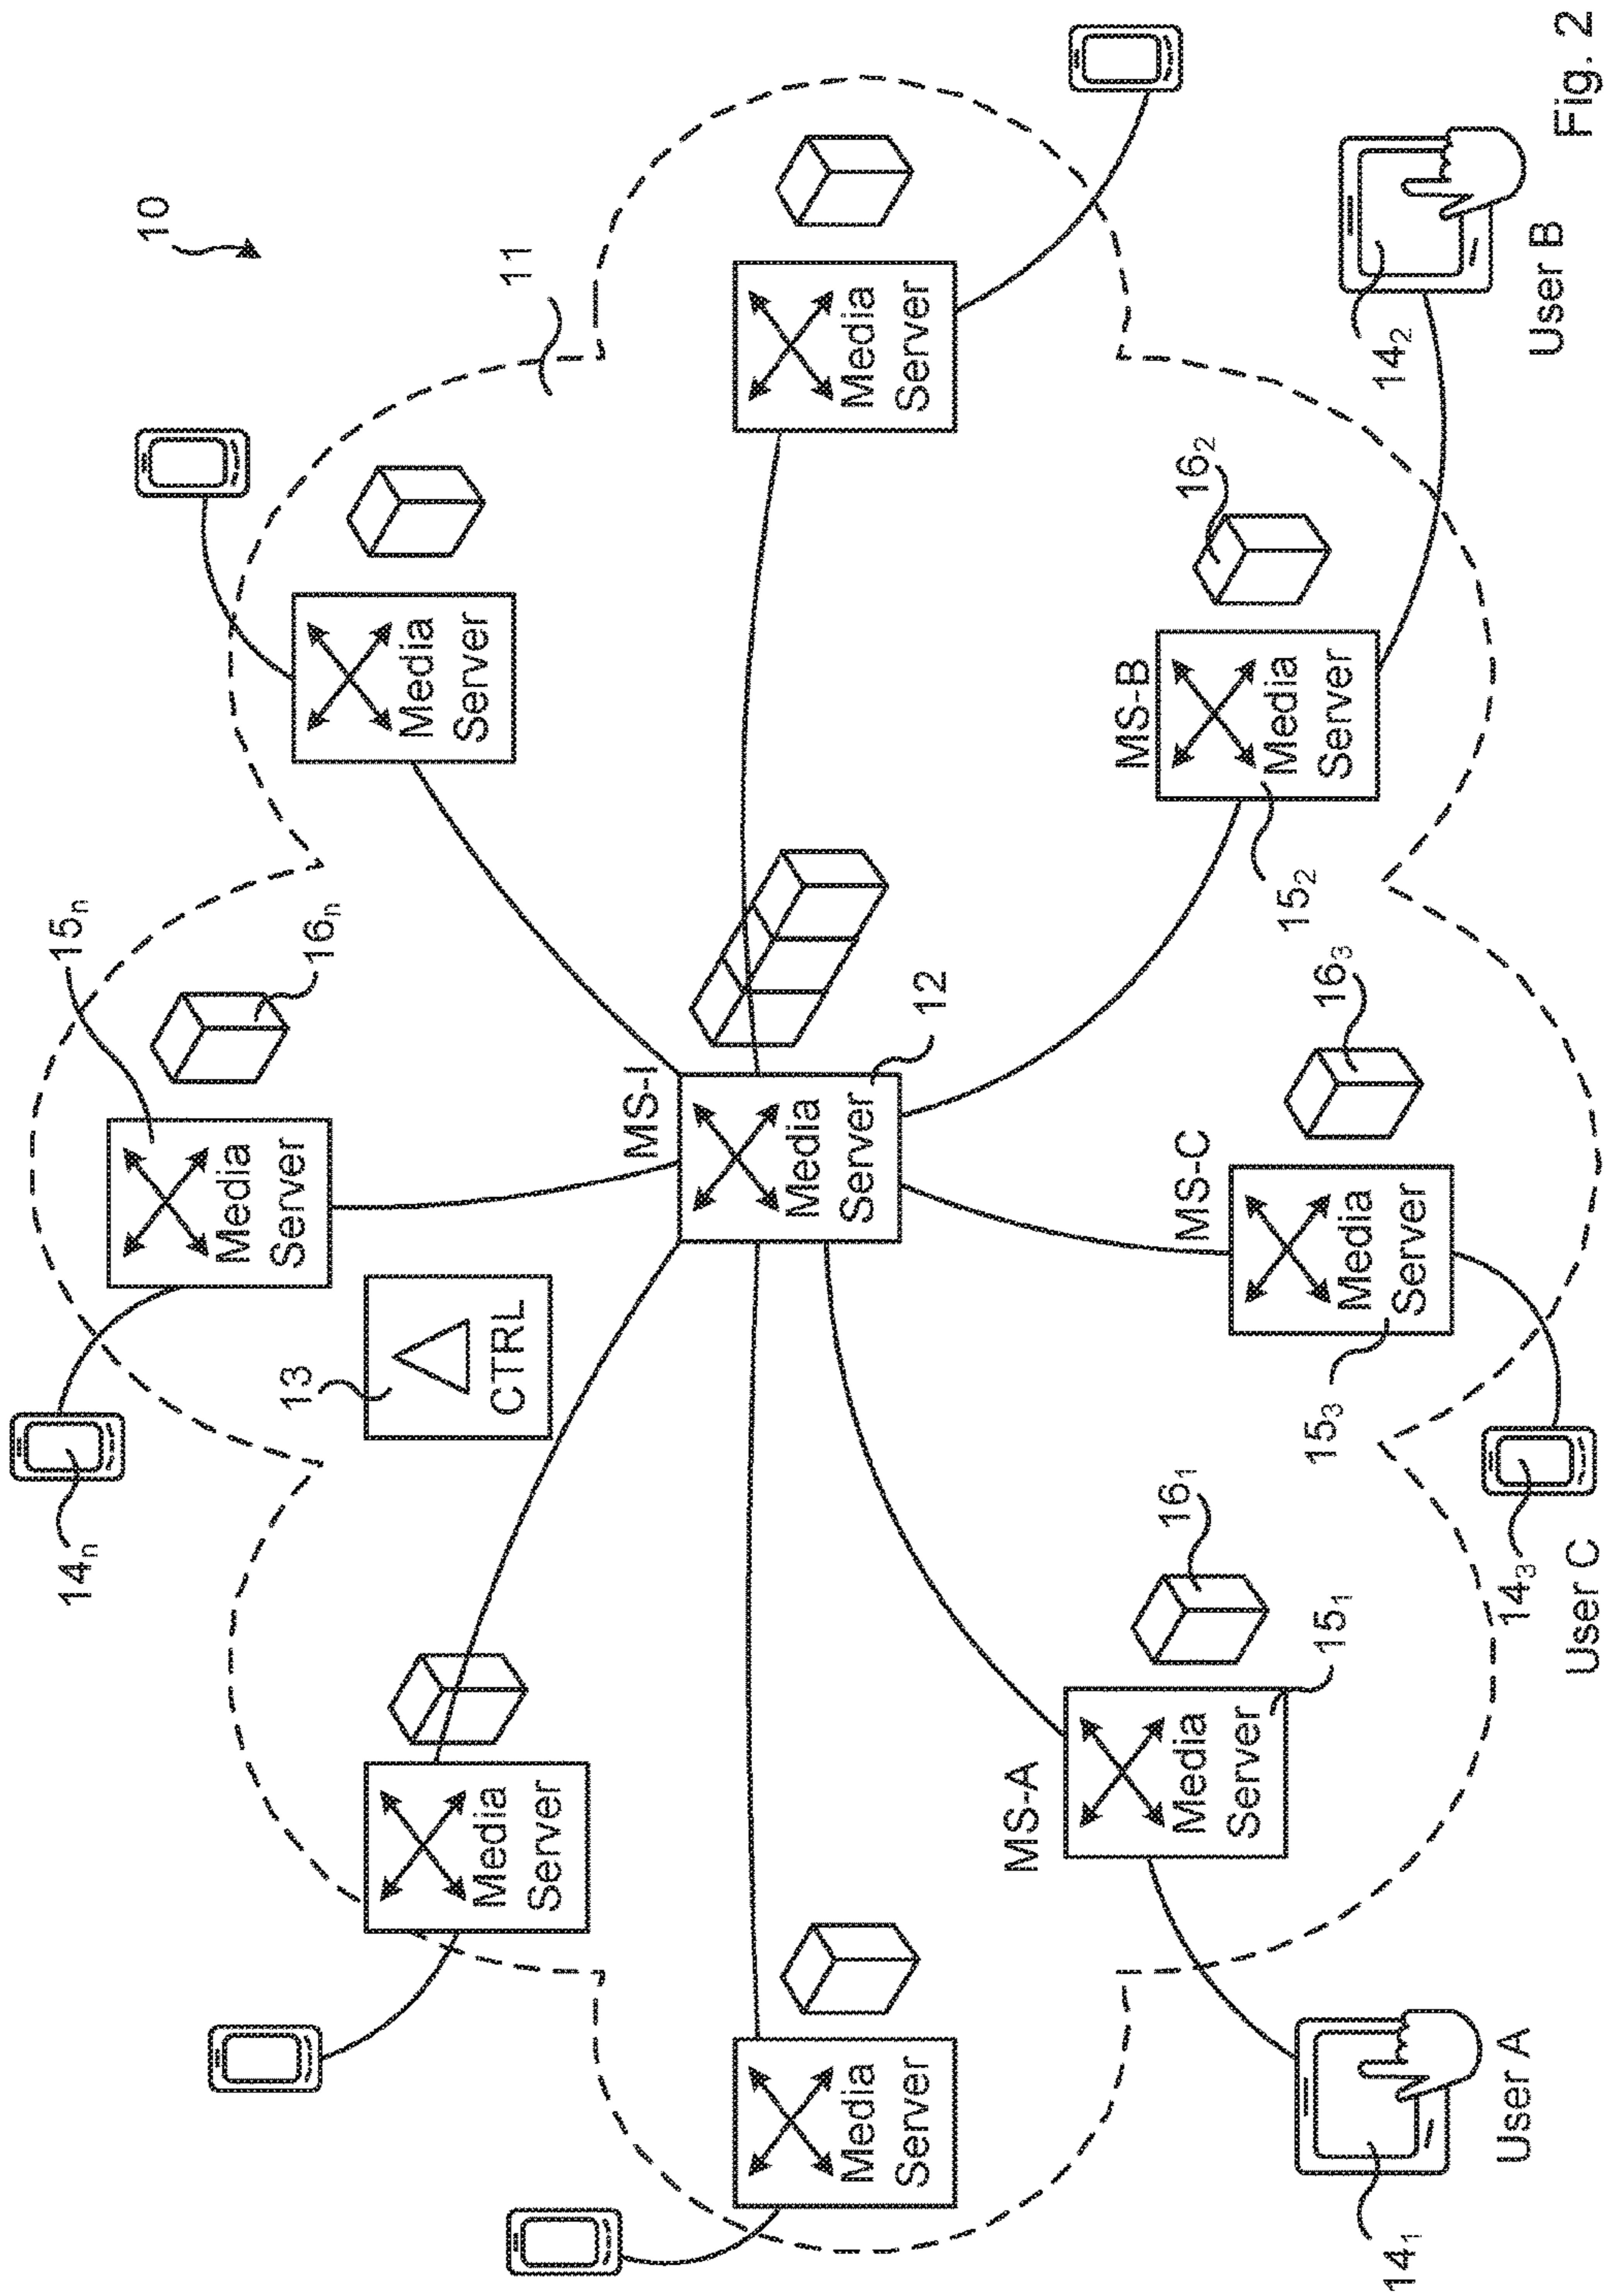 10
11
15ₙ
16ₙ
14ₙ
Media
Server
Media
Server
Media
Server
13
CTRL
Media
Server
Media
Server
MS-I
Media
Server
12
MS-A
Media
Server
15₁
16₁
MS-C
Media
Server
15₃
16₃
MS-B
Media
Server
15₂
16₂
Media
Server
14₁
User A
14₃
User C
14₂
User B
Fig. 2